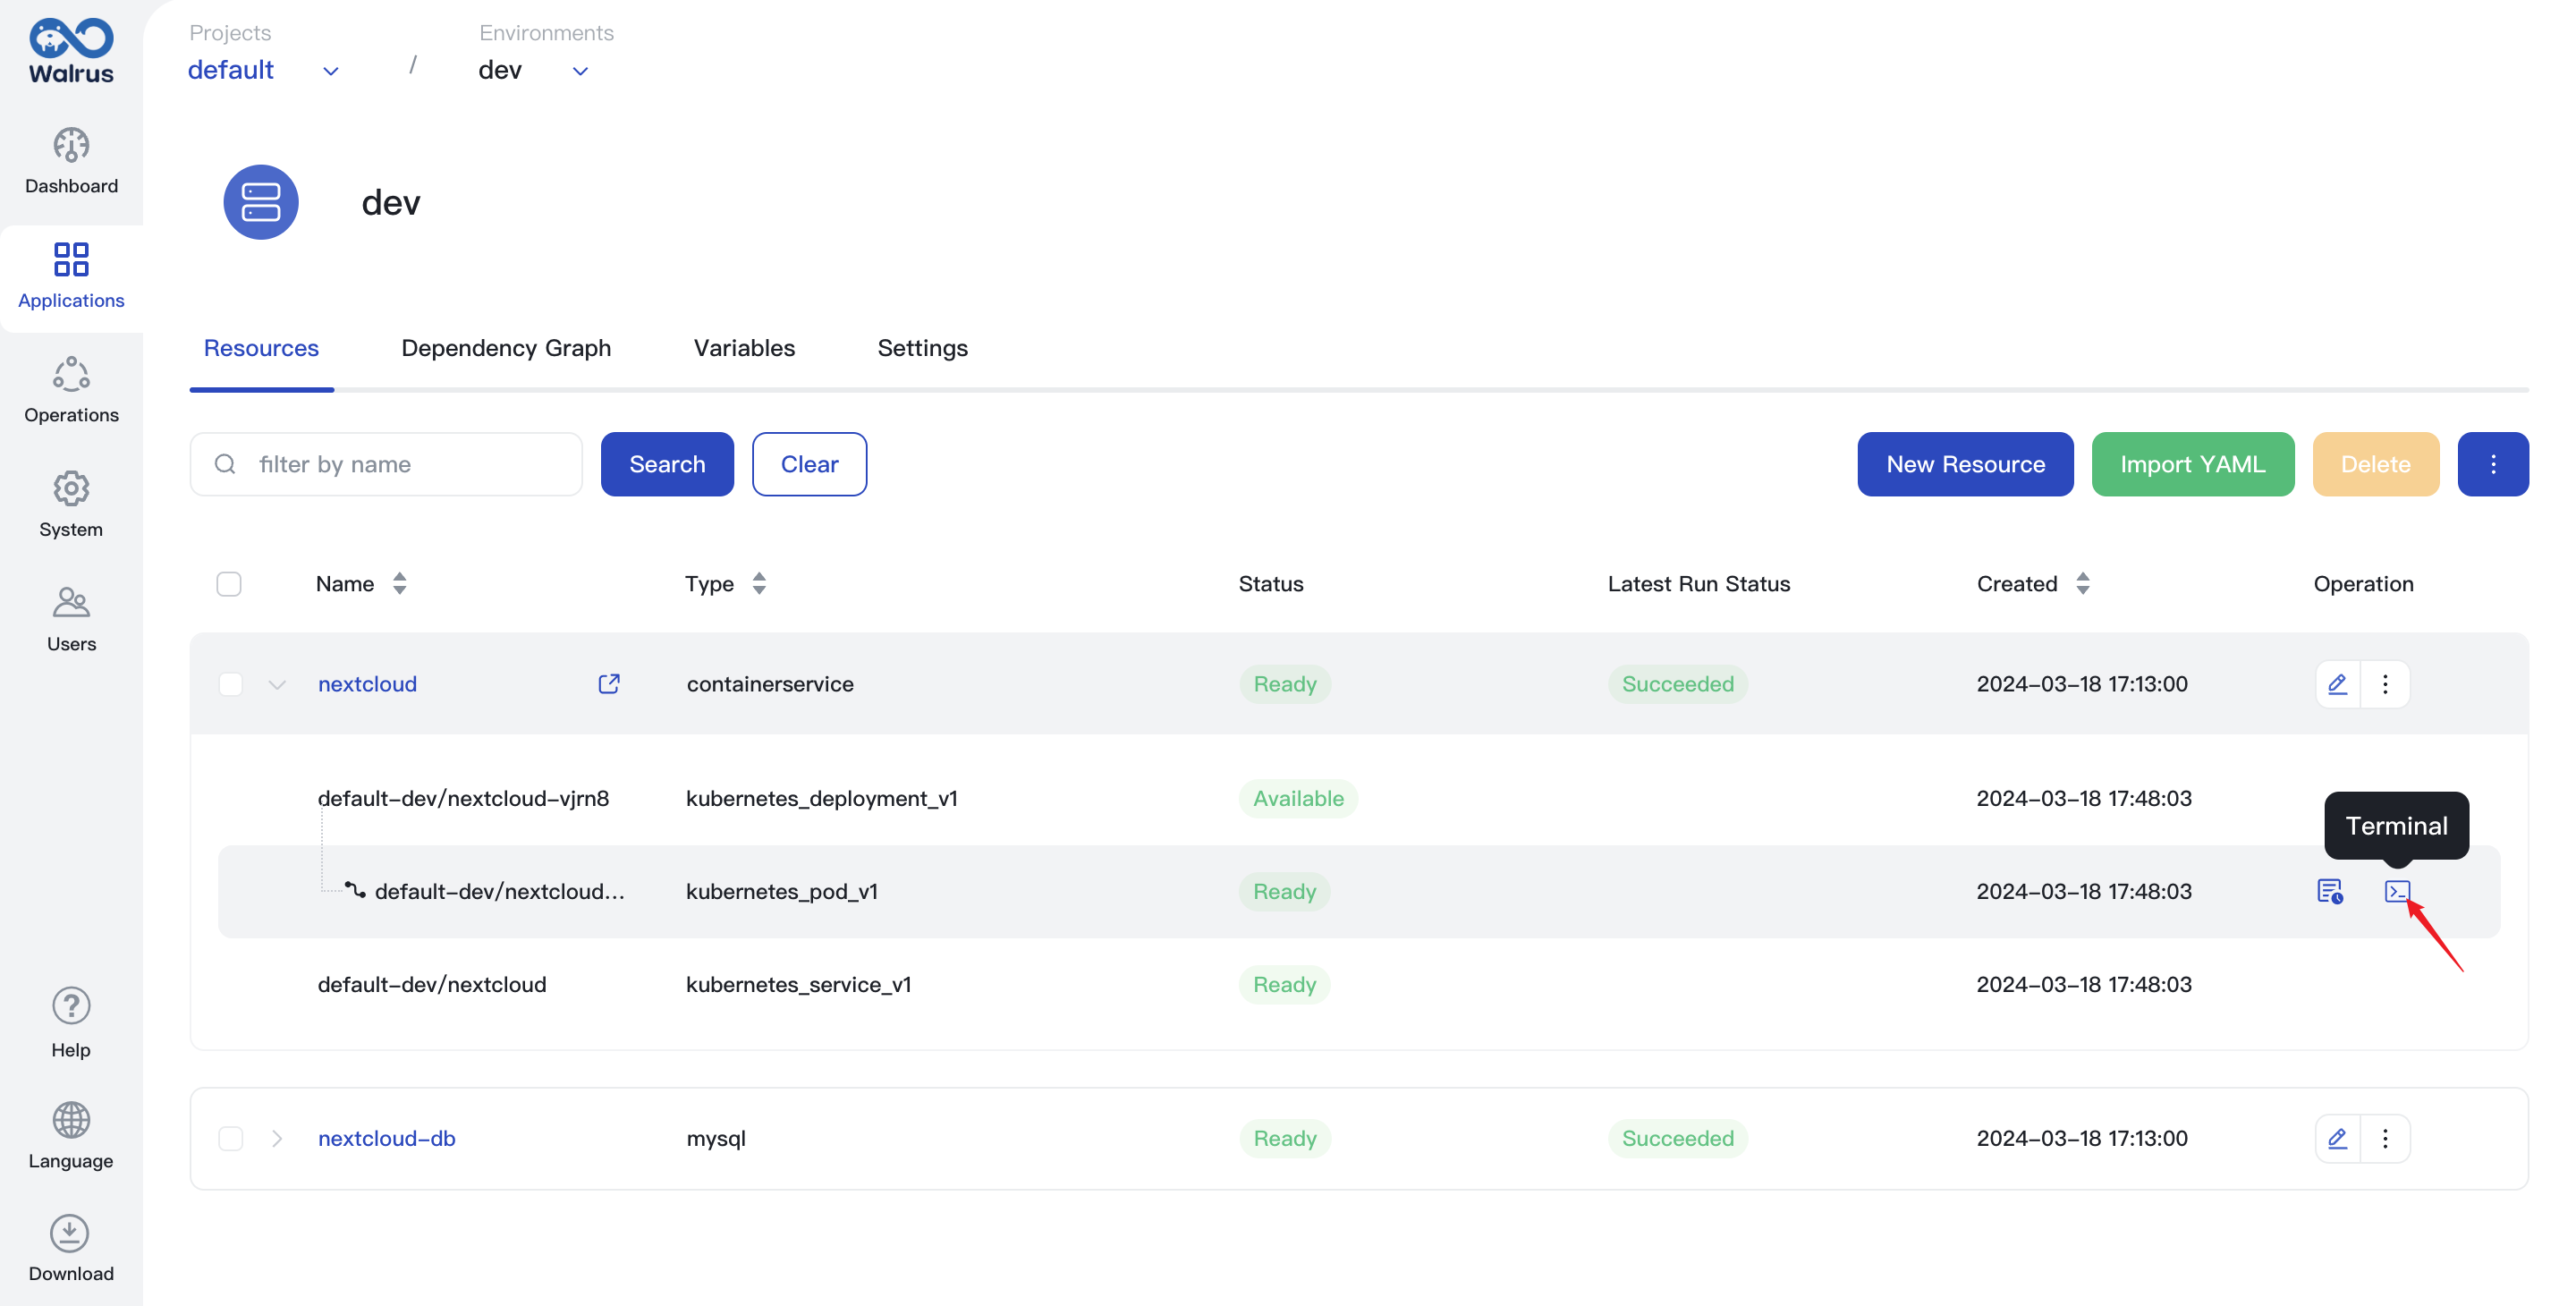 Walrus
Projects
Environments
default
/
dev
Dashboard
Applications
Operations
System
Users
Help
Language
Download
dev
Resources
Dependency Graph
Variables
Settings
filter by name
Search
Clear
New Resource
Import YAML
Delete
Name
Type
Status
Latest Run Status
Created
Operation
nextcloud
containerservice
Ready
Succeeded
2024-03-18 17:13:00
default-dev/nextcloud-vjrn8
kubernetes_deployment_v1
Available
2024-03-18 17:48:03
Terminal
default-dev/nextcloud...
kubernetes_pod_v1
Ready
2024-03-18 17:48:03
default-dev/nextcloud
kubernetes_service_v1
Ready
2024-03-18 17:48:03
nextcloud-db
mysql
Ready
Succeeded
2024-03-18 17:13:00